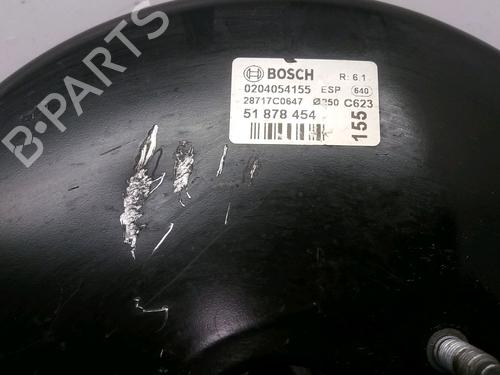 B-PARTS
BOSCH R: 6.1
0204054155 ESP 640
28717C0647 Ø250 C623
51 878 454
155